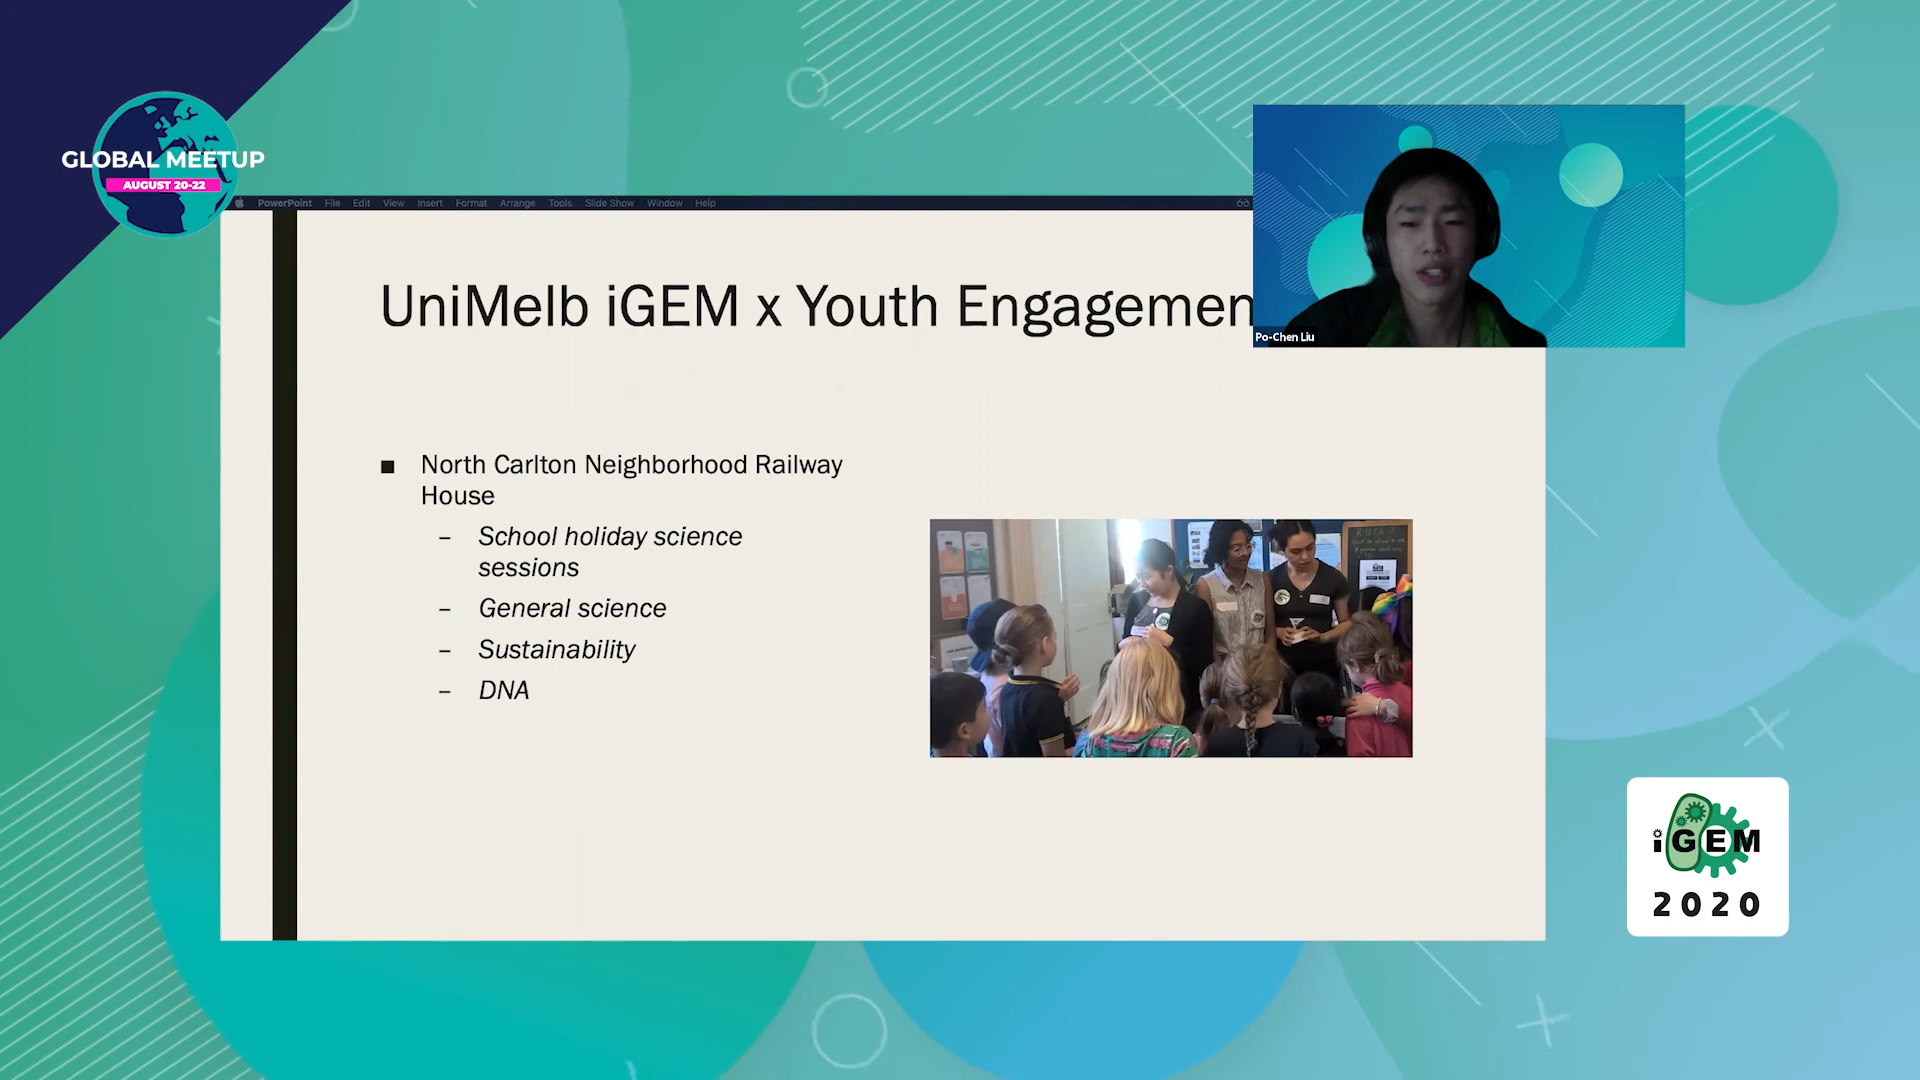 GLOBAL MEETUP
AUGUST 20-22
PowerPoint File Edit View Insert Format Arrange Tools Slide Show Window Help
UniMelb iGEM x Youth Engagemen
Po-Chen Liu
■ North Carlton Neighborhood Railway
House
– School holiday science
sessions
– General science
– Sustainability
– DNA
iGEM
2020